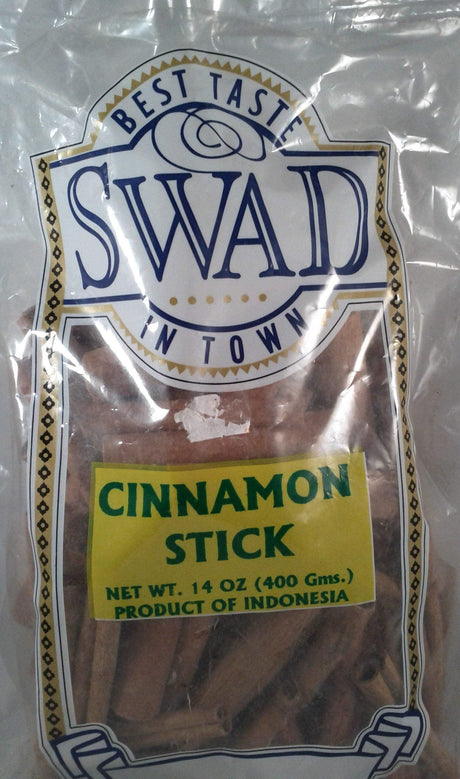 BEST TASTE
SWAD
IN TOWN
CINNAMON
STICK
NET WT. 14 OZ (400 Gms.)
PRODUCT OF INDONESIA